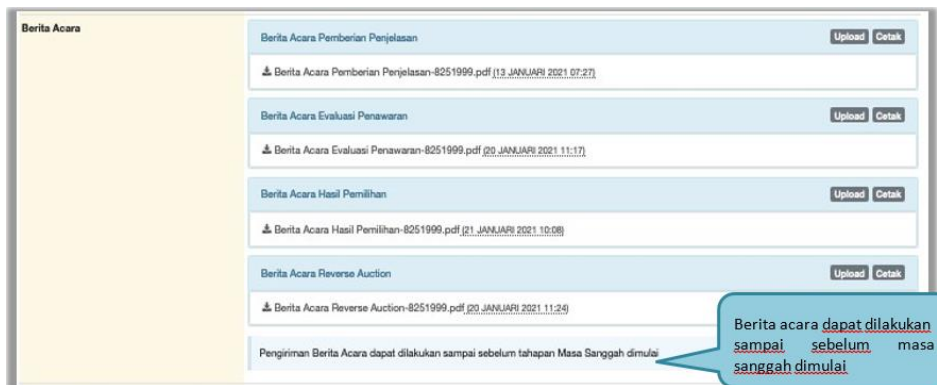 Berita Acara
Berita Acara Pemberian Penjelasan Upload Cetak
Berita Acara Pemberian Penjelasan-8251999.pdf (13 JANUARI 2021 07:27)
Berita Acara Evaluasi Penawaran Upload Cetak
Berita Acara Evaluasi Penawaran-8251999.pdf (20 JANUARI 2021 11:17)
Berita Acara Hasil Pemilihan Upload Cetak
Berita Acara Hasil Pemilihan-8251999.pdf (21 JANUARI 2021 10:08)
Berita Acara Reverse Auction Upload Cetak
Berita Acara Reverse Auction-8251999.pdf (20 JANUARI 2021 11:24)
Pengiriman Berita Acara dapat dilakukan sampai sebelum tahapan Masa Sanggah dimulai
Berita acara dapat dilakukan
sampai sebelum masa
sanggah dimulai